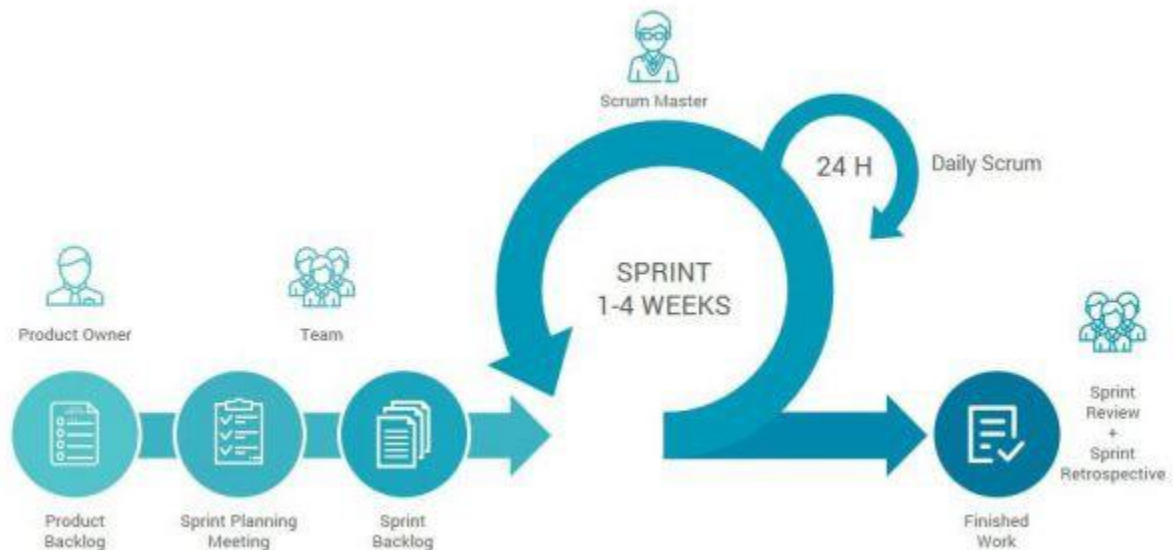 Scrum Master
24 H
Daily Scrum
SPRINT
1-4 WEEKS
Product Owner
Team
Sprint
Review
+
Sprint
Retrospective
Product
Backlog
Sprint Planning
Meeting
Sprint
Backlog
Finished
Work